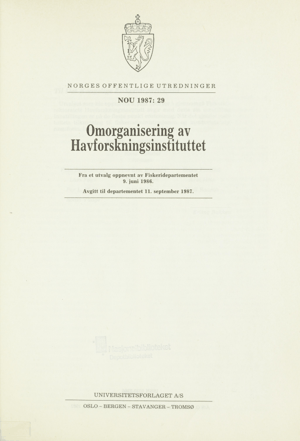 NORGES OFFENTLIGE UTREDNINGER
NOU 1987: 29
Omorganisering av
Havforskningsinstituttet
Fra et utvalg oppnevnt av Fiskeridepartementet
9. juni 1986.
Avgitt til departementet 11. september 1987.
UNIVERSITETSFORLAGET A/S
OSLO – BERGEN – STAVANGER – TROMSØ